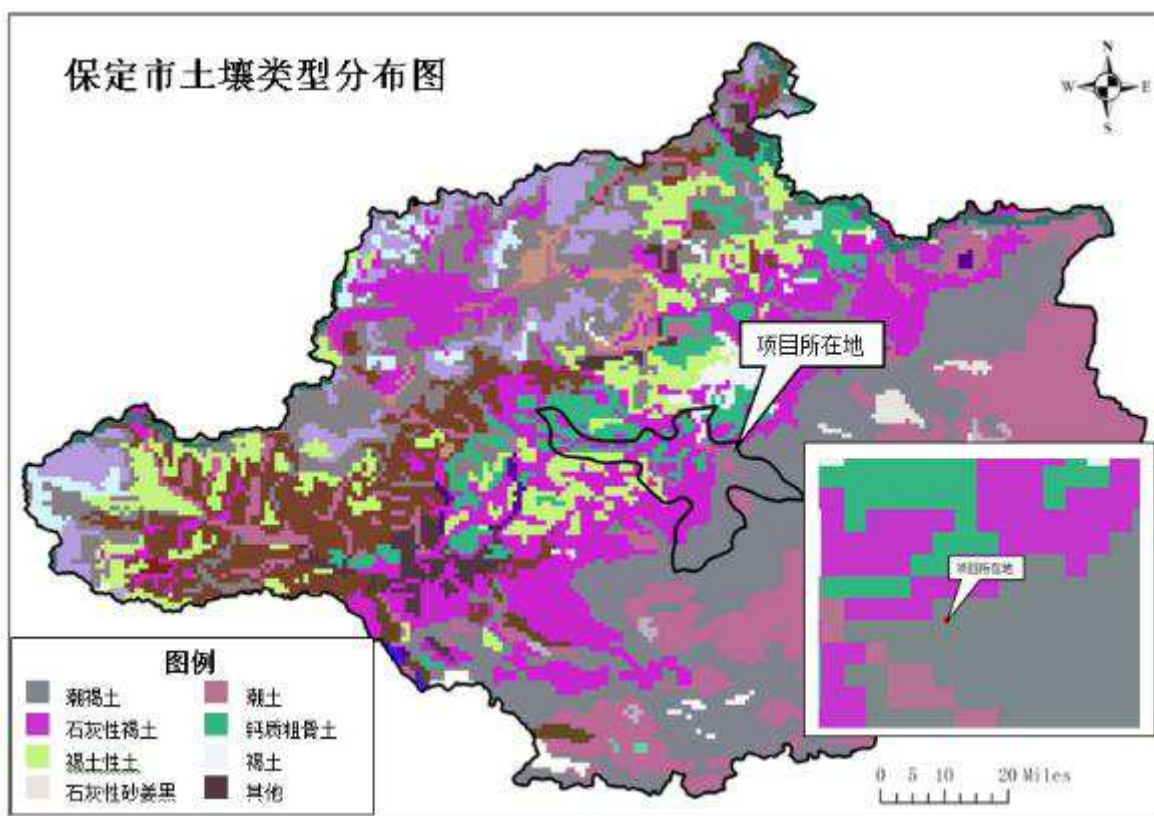 保定市土壤类型分布图
N
W E
S
项目所在地
项目所在地
图例
潮褐土 潮土
石灰性褐土 钙质粗骨土
褐土性土 褐土
石灰性砂姜黑 其他
0 5 10 20 Miles